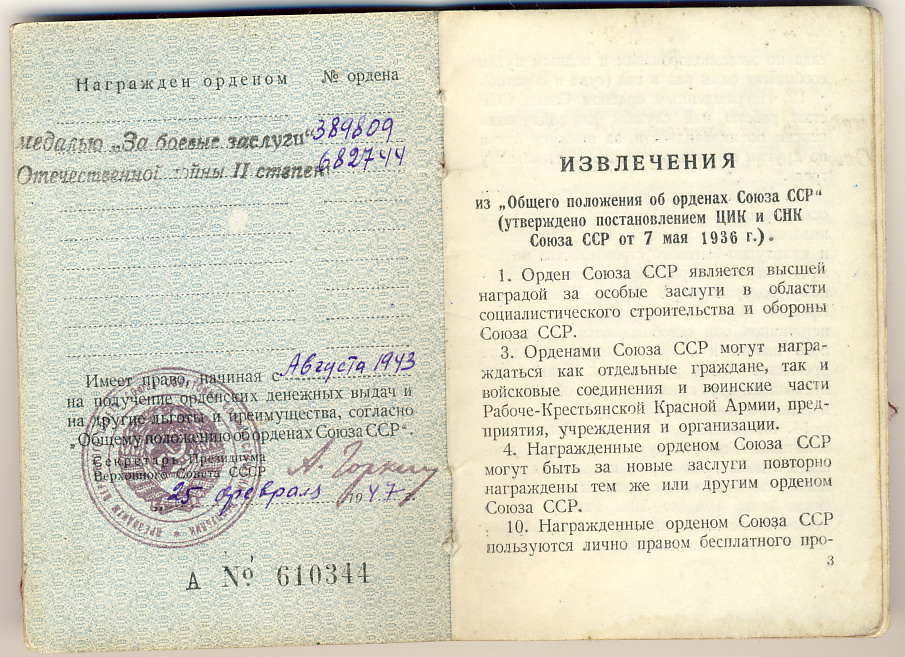 Награжден орденом № ордена
медалью „За боевые заслуги“ 389809
Отечественной войны II степен 682744
Имеет право, начиная с Августа 1943
на получение орденских денежных выдач и
на другие льготы и преимущества, согласно
„Общему положению об орденах Союза ССР“.
Секретарь Президиума
Верховного Совета СССР
А. Горкин
25 февраля 1947 г.
А № 610344
ИЗВЛЕЧЕНИЯ
из „Общего положения об орденах Союза ССР“
(утверждено постановлением ЦИК и СНК
Союза ССР от 7 мая 1936 г.).
1. Орден Союза ССР является высшей
наградой за особые заслуги в области
социалистического строительства и обороны
Союза ССР.
3. Орденами Союза ССР могут награ-
ждаться как отдельные граждане, так и
войсковые соединения и воинские части
Рабоче-Крестьянской Красной Армии, пред-
приятия, учреждения и организации.
4. Награжденные орденом Союза ССР
могут быть за новые заслуги повторно
награждены тем же или другим орденом
Союза ССР.
10. Награжденные орденом Союза ССР
пользуются лично правом бесплатного про-
3